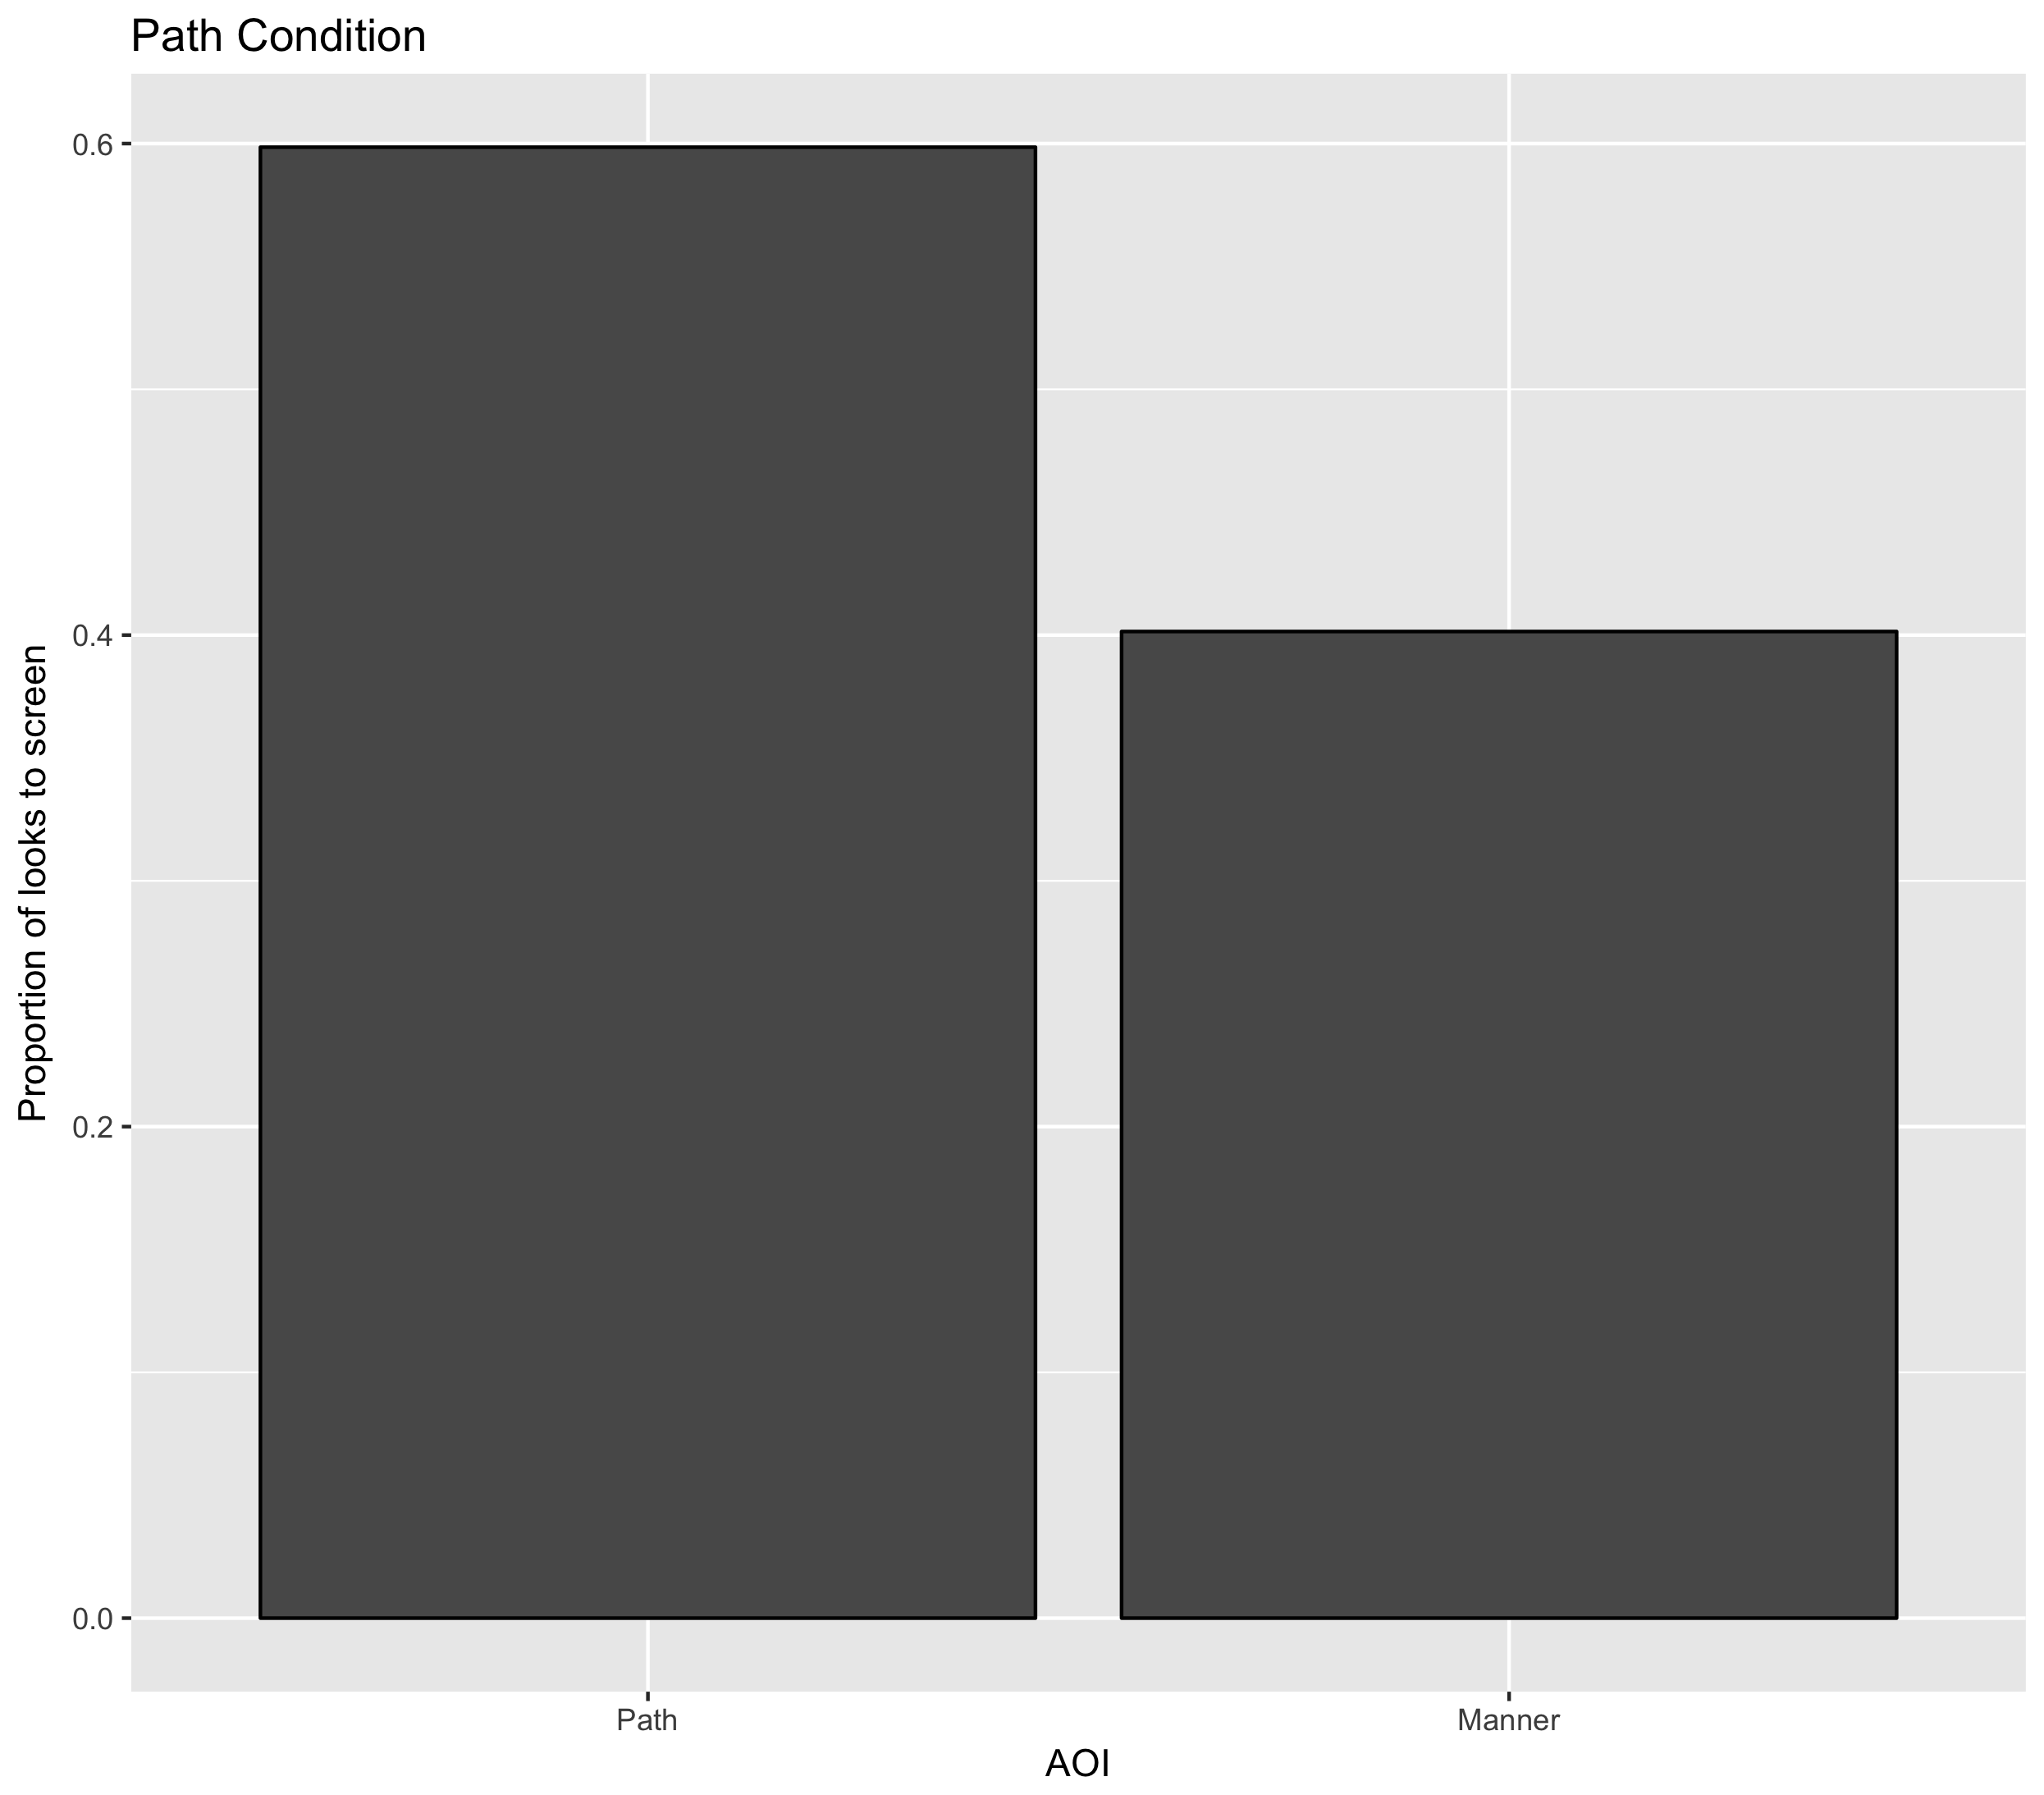 Path Condition
0.6
0.4
0.2
0.0
Proportion of looks to screen
Path
Manner
AOI